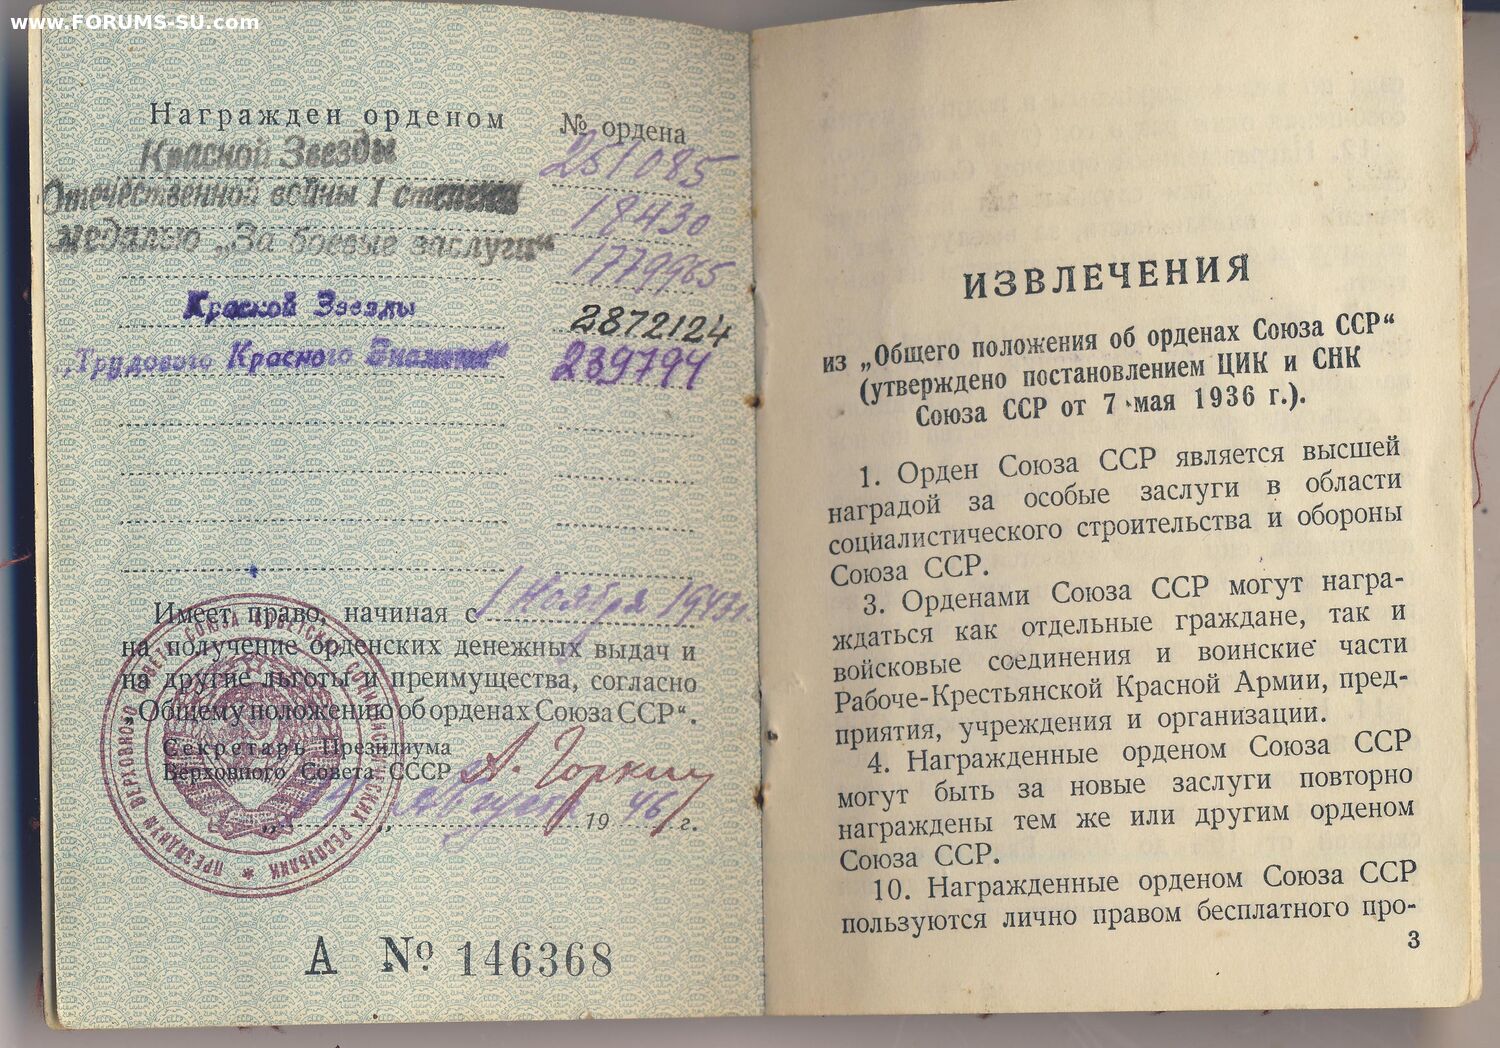 www.FORUMS-SU.com
Награжден орденом № ордена
Красной Звезды 251085
Отечественной войны I степени 18430
медалью „За боевые заслуги“ 1779965
Красной Звезды 2872124
„Трудового Красного Знамени“ 239794
Имеет право, начиная с 1 Ноября 1943г.
на получение орденских денежных выдач и
на другие льготы и преимущества, согласно
„Общему положению об орденах Союза ССР“.
Секретарь Президиума
Верховного Совета СССР А. Горкин
Августа 1946 г.
А № 146368
ИЗВЛЕЧЕНИЯ
из „Общего положения об орденах Союза ССР“
(утверждено постановлением ЦИК и СНК
Союза ССР от 7 мая 1936 г.).
1. Орден Союза ССР является высшей
наградой за особые заслуги в области
социалистического строительства и обороны
Союза ССР.
3. Орденами Союза ССР могут награ-
ждаться как отдельные граждане, так и
войсковые соединения и воинские части
Рабоче-Крестьянской Красной Армии, пред-
приятия, учреждения и организации.
4. Награжденные орденом Союза ССР
могут быть за новые заслуги повторно
награждены тем же или другим орденом
Союза ССР.
10. Награжденные орденом Союза ССР
пользуются лично правом бесплатного про-
3